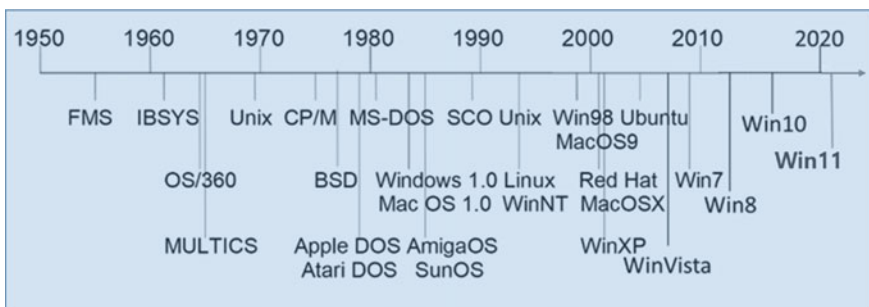 1950 1960 1970 1980 1990 2000 2010 2020
FMS IBSYS Unix CP/M MS-DOS SCO Unix Win98 Ubuntu Win10
MacOS9
Win11
OS/360 BSD Windows 1.0 Linux Red Hat Win7
Mac OS 1.0 WinNT MacOSX Win8
MULTICS Apple DOS AmigaOS WinXP
Atari DOS SunOS WinVista